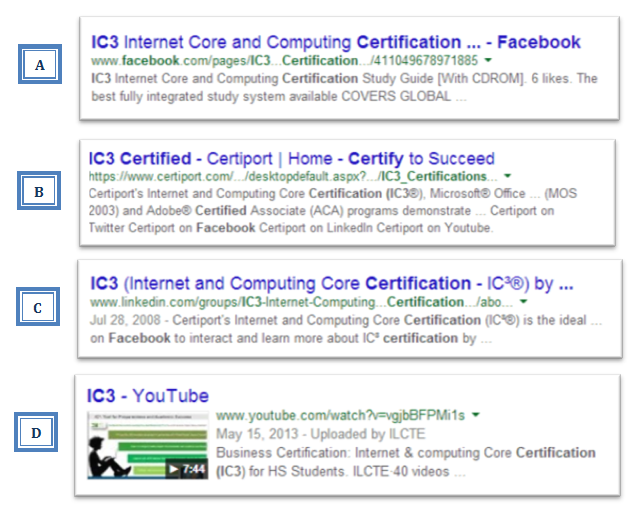 A
IC3 Internet Core and Computing Certification ... - Facebook
www.facebook.com/pages/IC3...Certification.../411049678971885
IC3 Internet Core and Computing Certification Study Guide [With CDROM]. 6 likes. The
best fully integrated study system available COVERS GLOBAL ...
B
IC3 Certified - Certiport | Home - Certify to Succeed
https://www.certiport.com/.../desktopdefault.aspx?.../IC3_Certifications...
Certiport's Internet and Computing Core Certification (IC3®), Microsoft® Office ... (MOS
2003) and Adobe® Certified Associate (ACA) programs demonstrate ... Certiport on
Twitter Certiport on Facebook Certiport on LinkedIn Certiport on Youtube.
C
IC3 (Internet and Computing Core Certification - IC³®) by ...
www.linkedin.com/groups/IC3-Internet-Computing...Certification.../abo...
Jul 28, 2008 - Certiport's Internet and Computing Core Certification (IC³®) is the ideal ...
on Facebook to interact and learn more about IC³ certification by ...
D
IC3 - YouTube
www.youtube.com/watch?v=vgjbBFPMi1s
May 15, 2013 - Uploaded by ILCTE
Business Certification: Internet & computing Core Certification
(IC3) for HS Students. ILCTE·40 videos ...
7:44